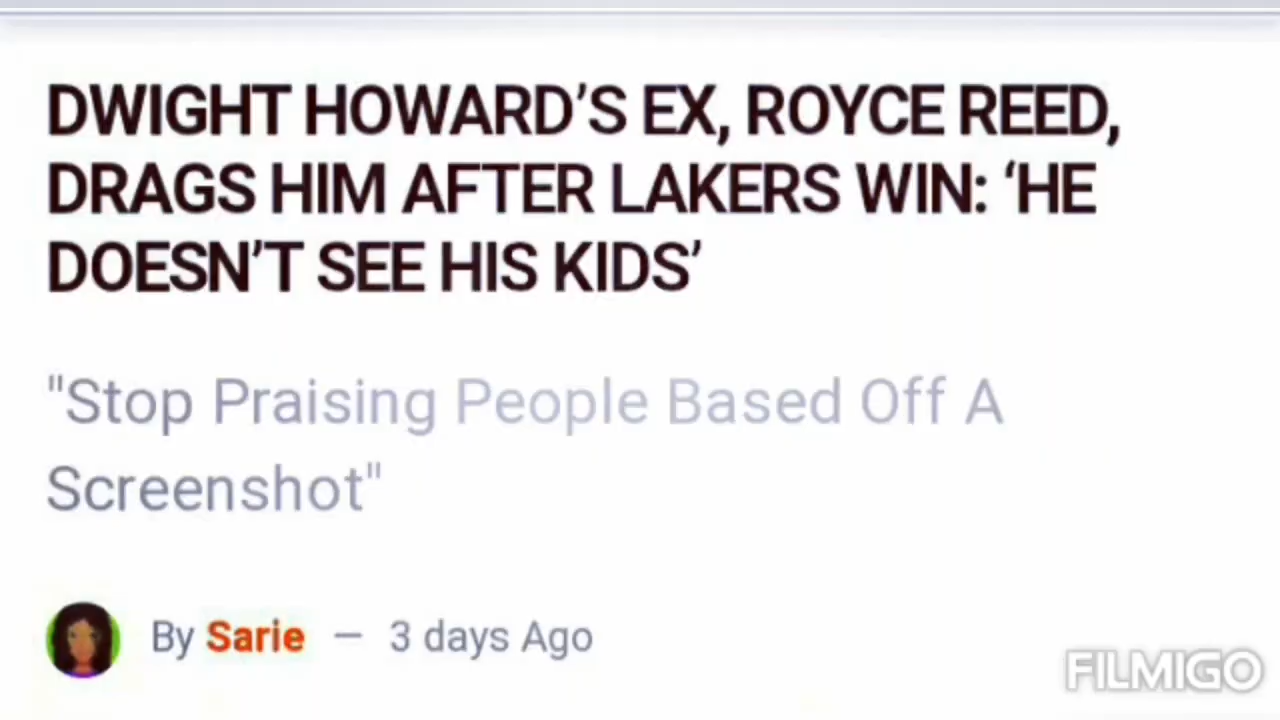 DWIGHT HOWARD’S EX, ROYCE REED,
DRAGS HIM AFTER LAKERS WIN: ‘HE
DOESN’T SEE HIS KIDS’
"Stop Praising People Based Off A
Screenshot"
By Sarie — 3 days Ago
FILMIGO